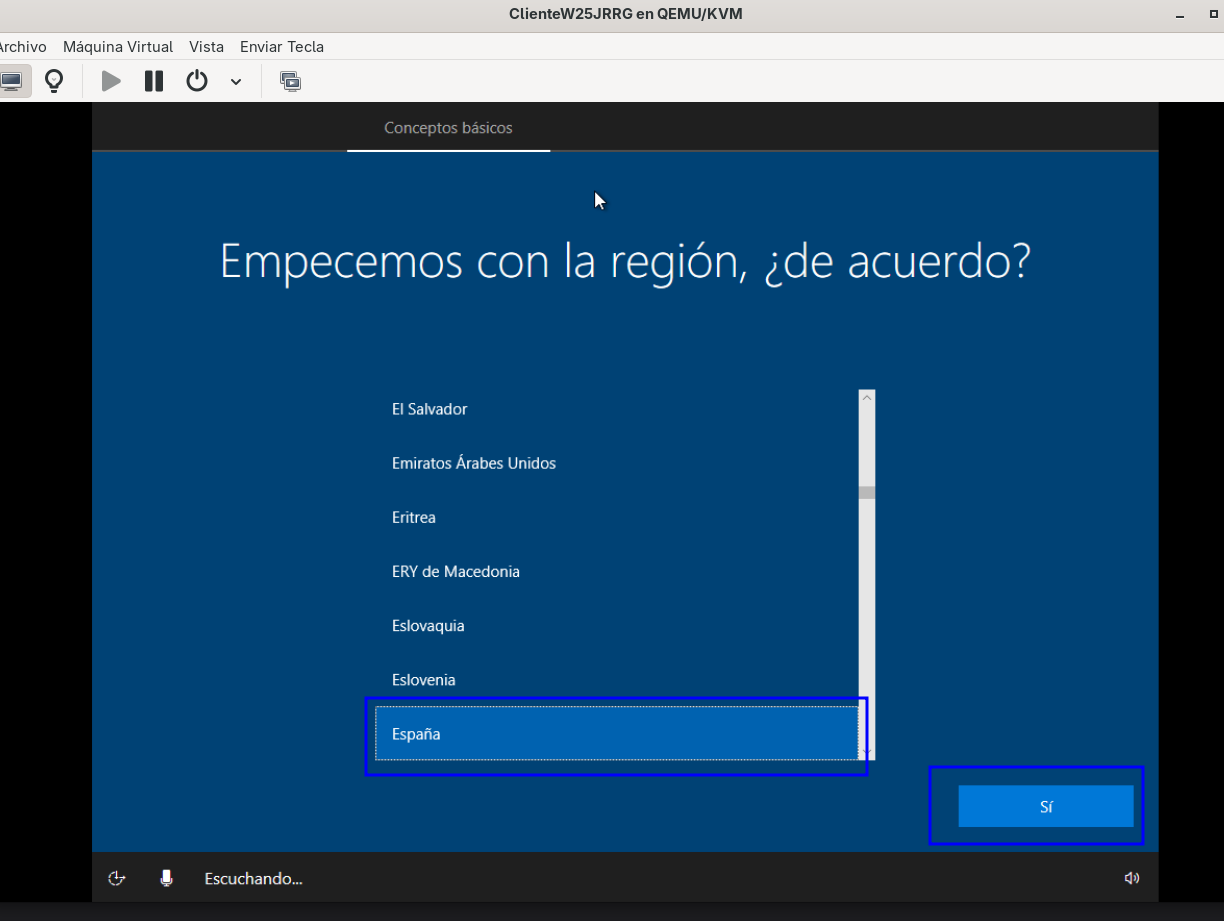 ClienteW25JRRG en QEMU/KVM
Archivo Máquina Virtual Vista Enviar Tecla
Conceptos básicos
Empecemos con la región, ¿de acuerdo?
El Salvador
Emiratos Árabes Unidos
Eritrea
ERY de Macedonia
Eslovaquia
Eslovenia
España
Sí
Escuchando...